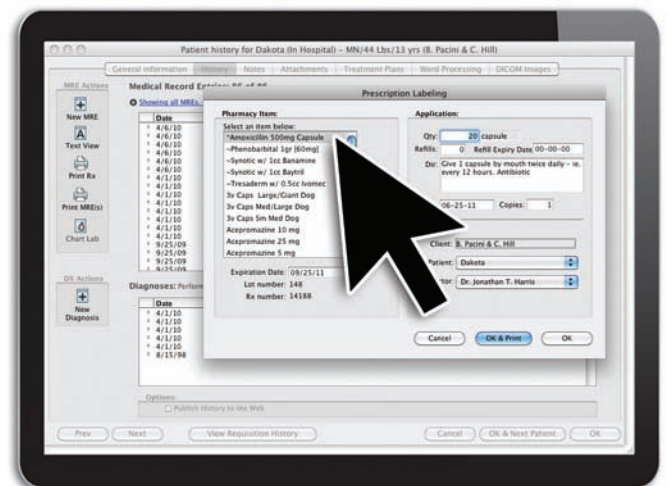 Patient history for Dakota (In Hospital) – MN/44 Lbs/13 yrs (B. Pacini & C. Hill)
General information History Notes Attachments Treatment Plans Word Processing DICOM Images
MRE Actions
New MRE
Text View
Print Rx
Print MRE(s)
Chart Lab
DX Actions
New
Diagnosis
Medical Record
Showing all MREs.
Date
4/6/10
4/6/10
4/6/10
4/6/10
4/6/10
4/1/10
4/1/10
4/1/10
4/1/10
4/1/10
9/25/09
9/25/09
9/25/09
Diagnoses: Perform
Date
4/1/10
4/1/10
4/1/10
4/1/10
4/1/10
8/15/98
Prescription Labeling
Pharmacy Item:
Select an item below:
*Amoxicillin 500mg Capsule
~Phenobarbital 1gr [60mg]
~Synotic w/ 1cc Banamine
~Synotic w/ 1cc Baytril
~Tresaderm w/ 0.5cc Ivomec
3v Caps Large/Giant Dog
3v Caps Med/Large Dog
3v Caps Sm Med Dog
Acepromazine 10 mg
Acepromazine 25 mg
Acepromazine 5 mg
Expiration Date: 09/25/11
Lot number: 148
Rx number: 14188
Application:
Qty: 20 capsule
Refills: 0 Refill Expiry Date 00-00-00
Dir: Give 1 capsule by mouth twice daily – ie.
every 12 hours. Antibiotic
06-25-11 Copies: 1
Client: B. Pacini & C. Hill
Patient: Dakota
Dr. Jonathan T. Harris
Cancel OK & Print OK
Options:
Publish History to the Web
Prev Next View Requisition History Cancel OK & Next Patient OK